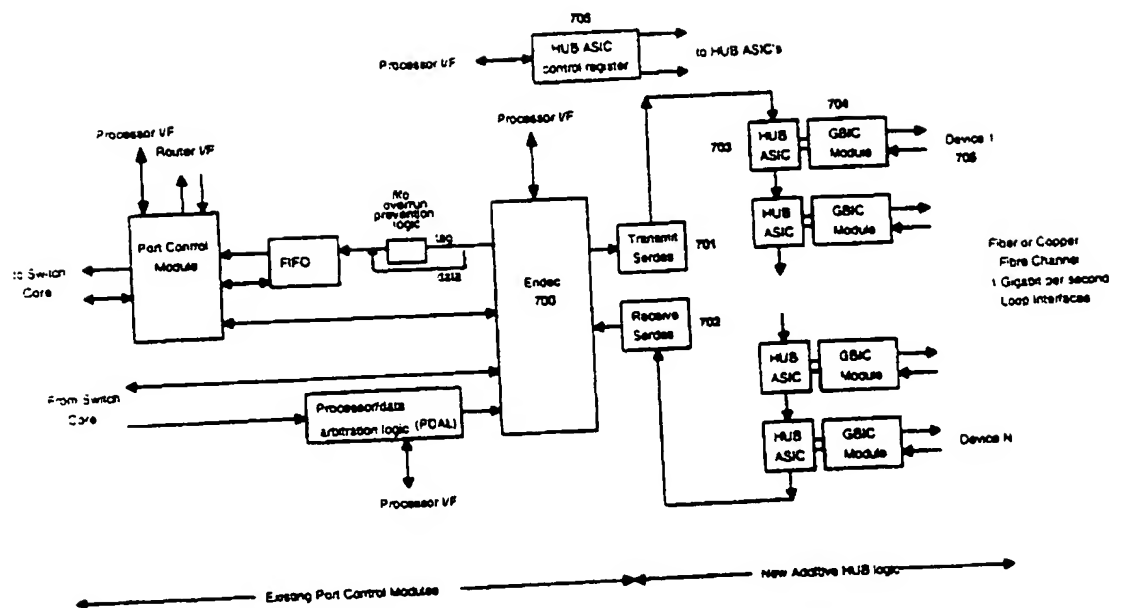 705
HUB ASIC
control register
Processor I/F
to HUB ASIC's
Processor I/F
Router I/F
Processor I/F
703
HUB
ASIC
704
GBIC
Module
Device 1
705
HUB
ASIC
GBIC
Module
Port Control
Module
FIFO
fifo
overrun
prevention
logic
tag
data
Endec
700
Transmit
Serdes
701
Receive
Serdes
702
to Switch
Core
Fiber or Copper
Fibre Channel
1 Gigabit per second
Loop Interfaces
HUB
ASIC
GBIC
Module
From Switch
Core
Processor/data
arbitration logic (PDAL)
Processor I/F
HUB
ASIC
GBIC
Module
Device N
Existing Port Control Modules
New Additive HUB logic